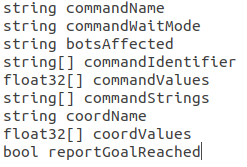 string commandName
string commandWaitMode
string botsAffected
string[] commandIdentifier
float32[] commandValues
string[] commandStrings
string coordName
float32[] coordValues
bool reportGoalReached